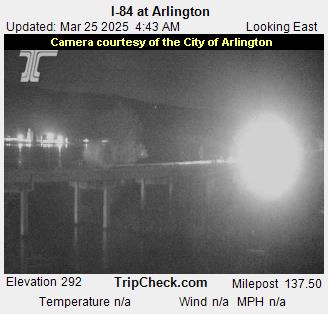 I-84 at Arlington
Updated: Mar 25 2025 4:43 AM Looking East
Camera courtesy of the City of Arlington
Elevation 292 TripCheck.com Milepost 137.50
Temperature n/a Wind n/a MPH n/a